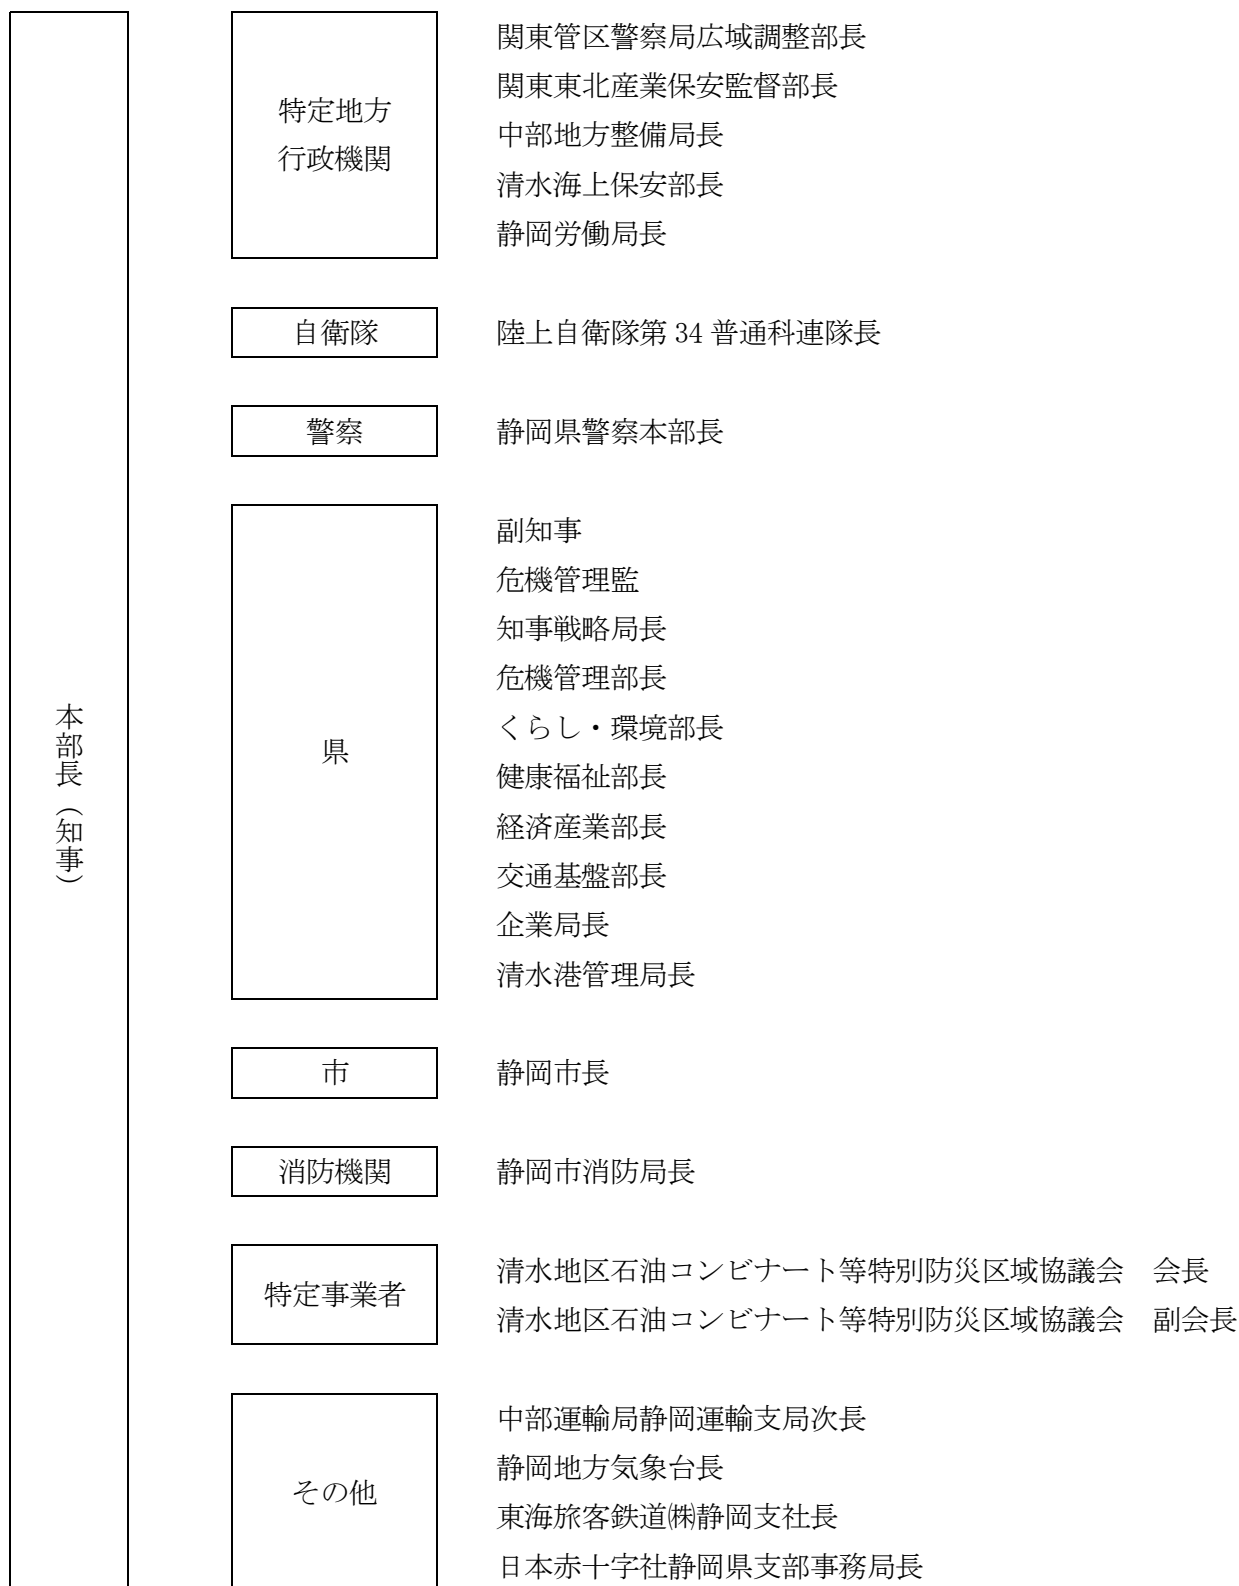 本部長（知事）
特定地方
行政機関
関東管区警察局広域調整部長
関東東北産業保安監督部長
中部地方整備局長
清水海上保安部長
静岡労働局長
自衛隊
陸上自衛隊第 34 普通科連隊長
警察
静岡県警察本部長
県
副知事
危機管理監
知事戦略局長
危機管理部長
くらし・環境部長
健康福祉部長
経済産業部長
交通基盤部長
企業局長
清水港管理局長
市
静岡市長
消防機関
静岡市消防局長
特定事業者
清水地区石油コンビナート等特別防災区域協議会　会長
清水地区石油コンビナート等特別防災区域協議会　副会長
その他
中部運輸局静岡運輸支局次長
静岡地方気象台長
東海旅客鉄道㈱静岡支社長
日本赤十字社静岡県支部事務局長